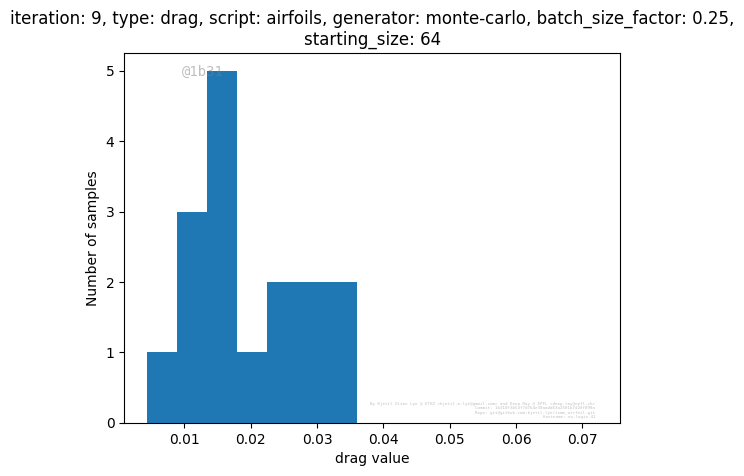 iteration: 9, type: drag, script: airfoils, generator: monte-carlo, batch_size_factor: 0.25,
starting_size: 64
@1b31
5
4
3
2
1
0
Number of samples
0.01 0.02 0.03 0.04 0.05 0.06 0.07
drag value